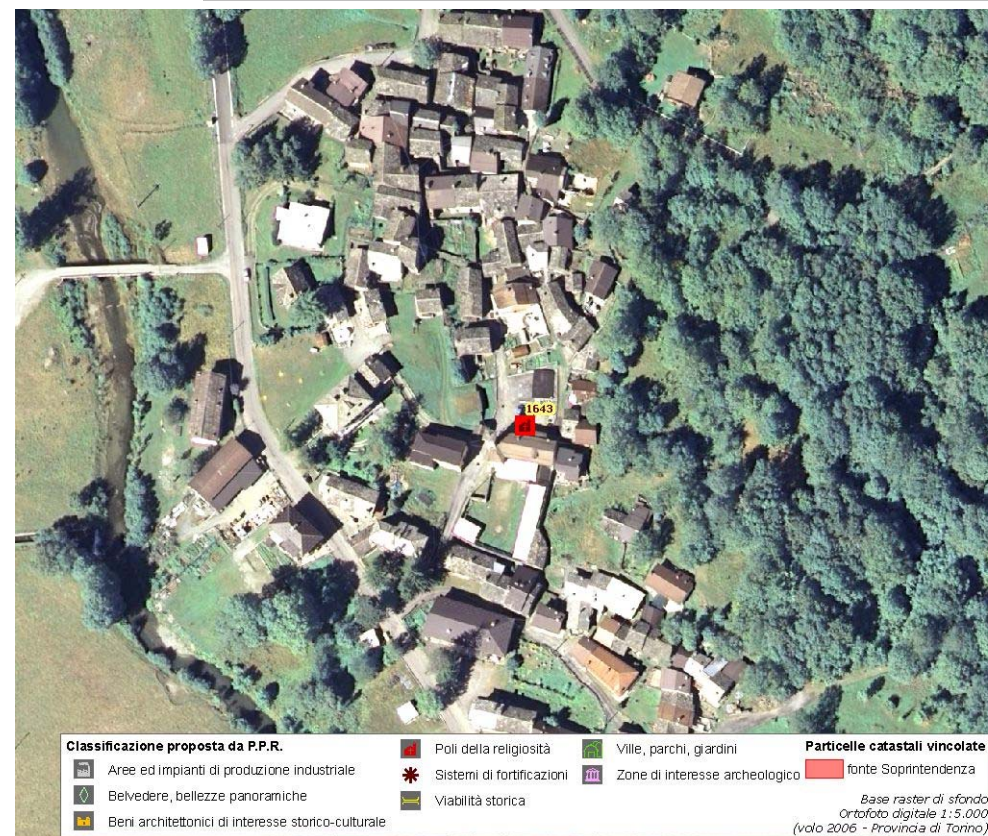 1643
Classificazione proposta da P.P.R.
Aree ed impianti di produzione industriale
Belvedere, bellezze panoramiche
Beni architettonici di interesse storico-culturale
Poli della religiosità
Sistemi di fortificazioni
Viabilità storica
Ville, parchi, giardini
Zone di interesse archeologico
Particelle catastali vincolate
fonte Soprintendenza
Base raster di sfondo
Ortofoto digitale 1:5.000
(volo 2006 - Provincia di Torino)